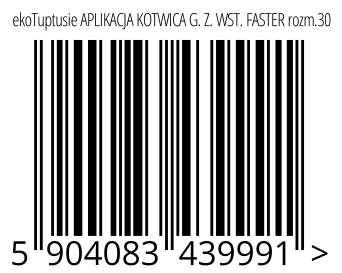 ekoTuptusie APLIKACJA KOTWICA G. Z. WST. FASTER rozm.30
5 904083 439991 >